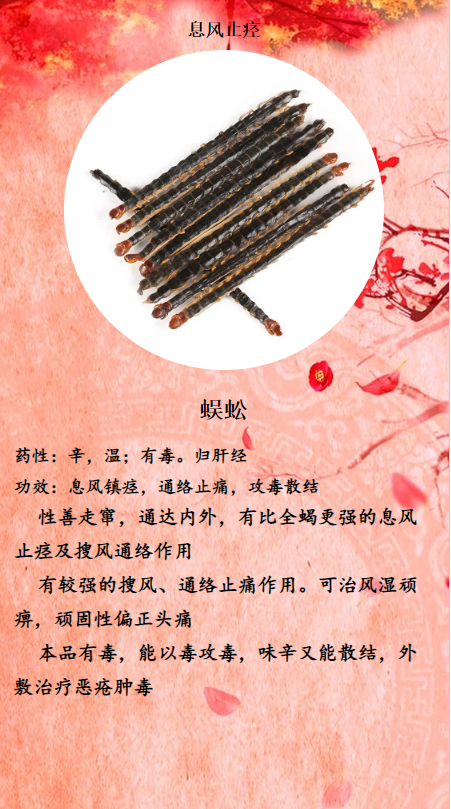 息风止痉
蜈蚣
药性：辛，温；有毒。归肝经
功效：息风镇痉，通络止痛，攻毒散结
性善走窜，通达内外，有比全蝎更强的息风
止痉及搜风通络作用
有较强的搜风、通络止痛作用。可治风湿顽
痹，顽固性偏正头痛
本品有毒，能以毒攻毒，味辛又能散结，外
敷治疗恶疮肿毒